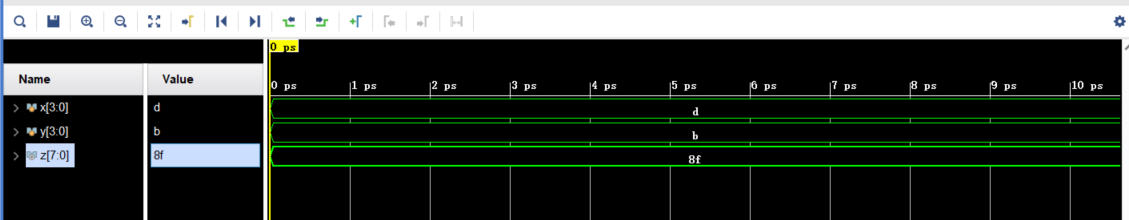 0 ps
Name Value
0 ps 1 ps 2 ps 3 ps 4 ps 5 ps 6 ps 7 ps 8 ps 9 ps 10 ps
x[3:0] d d
y[3:0] b b
z[7:0] 8f 8f